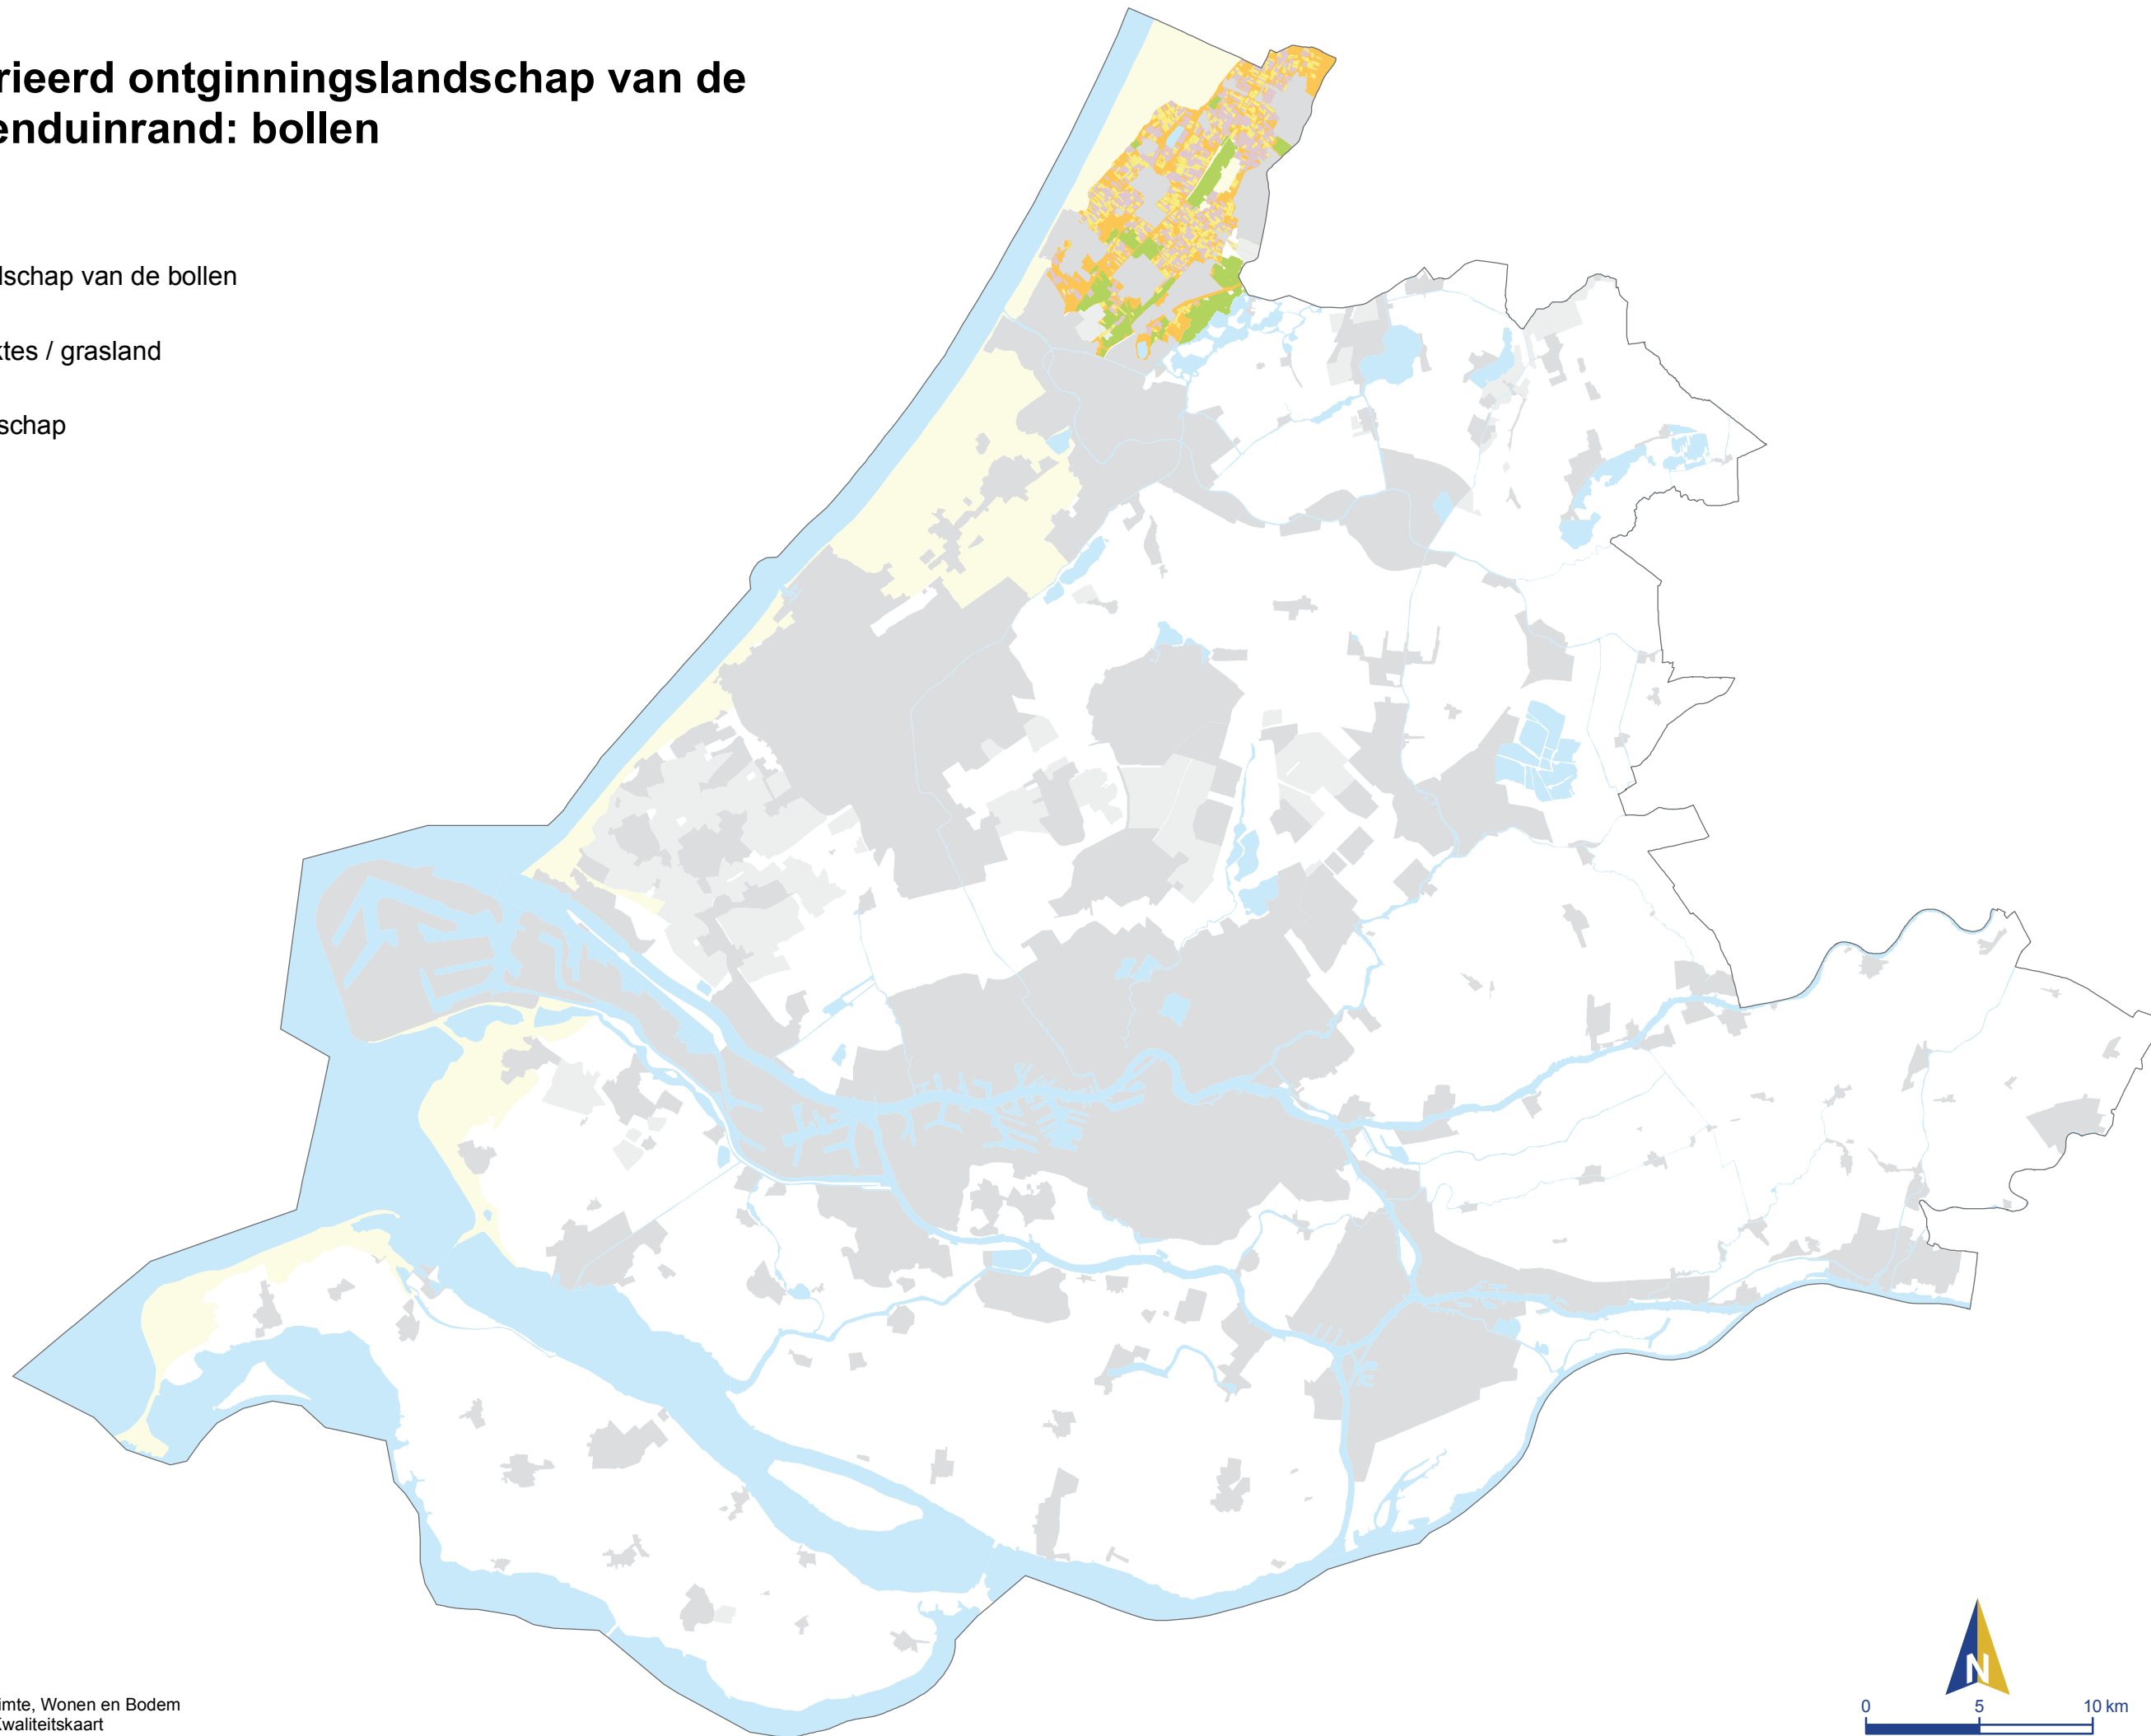 rieerd ontginningslandschap van de
enduinrand: bollen
dschap van de bollen
ktes / grasland
schap
imte, Wonen en Bodem
Kwaliteitskaart
N
0 5 10 km